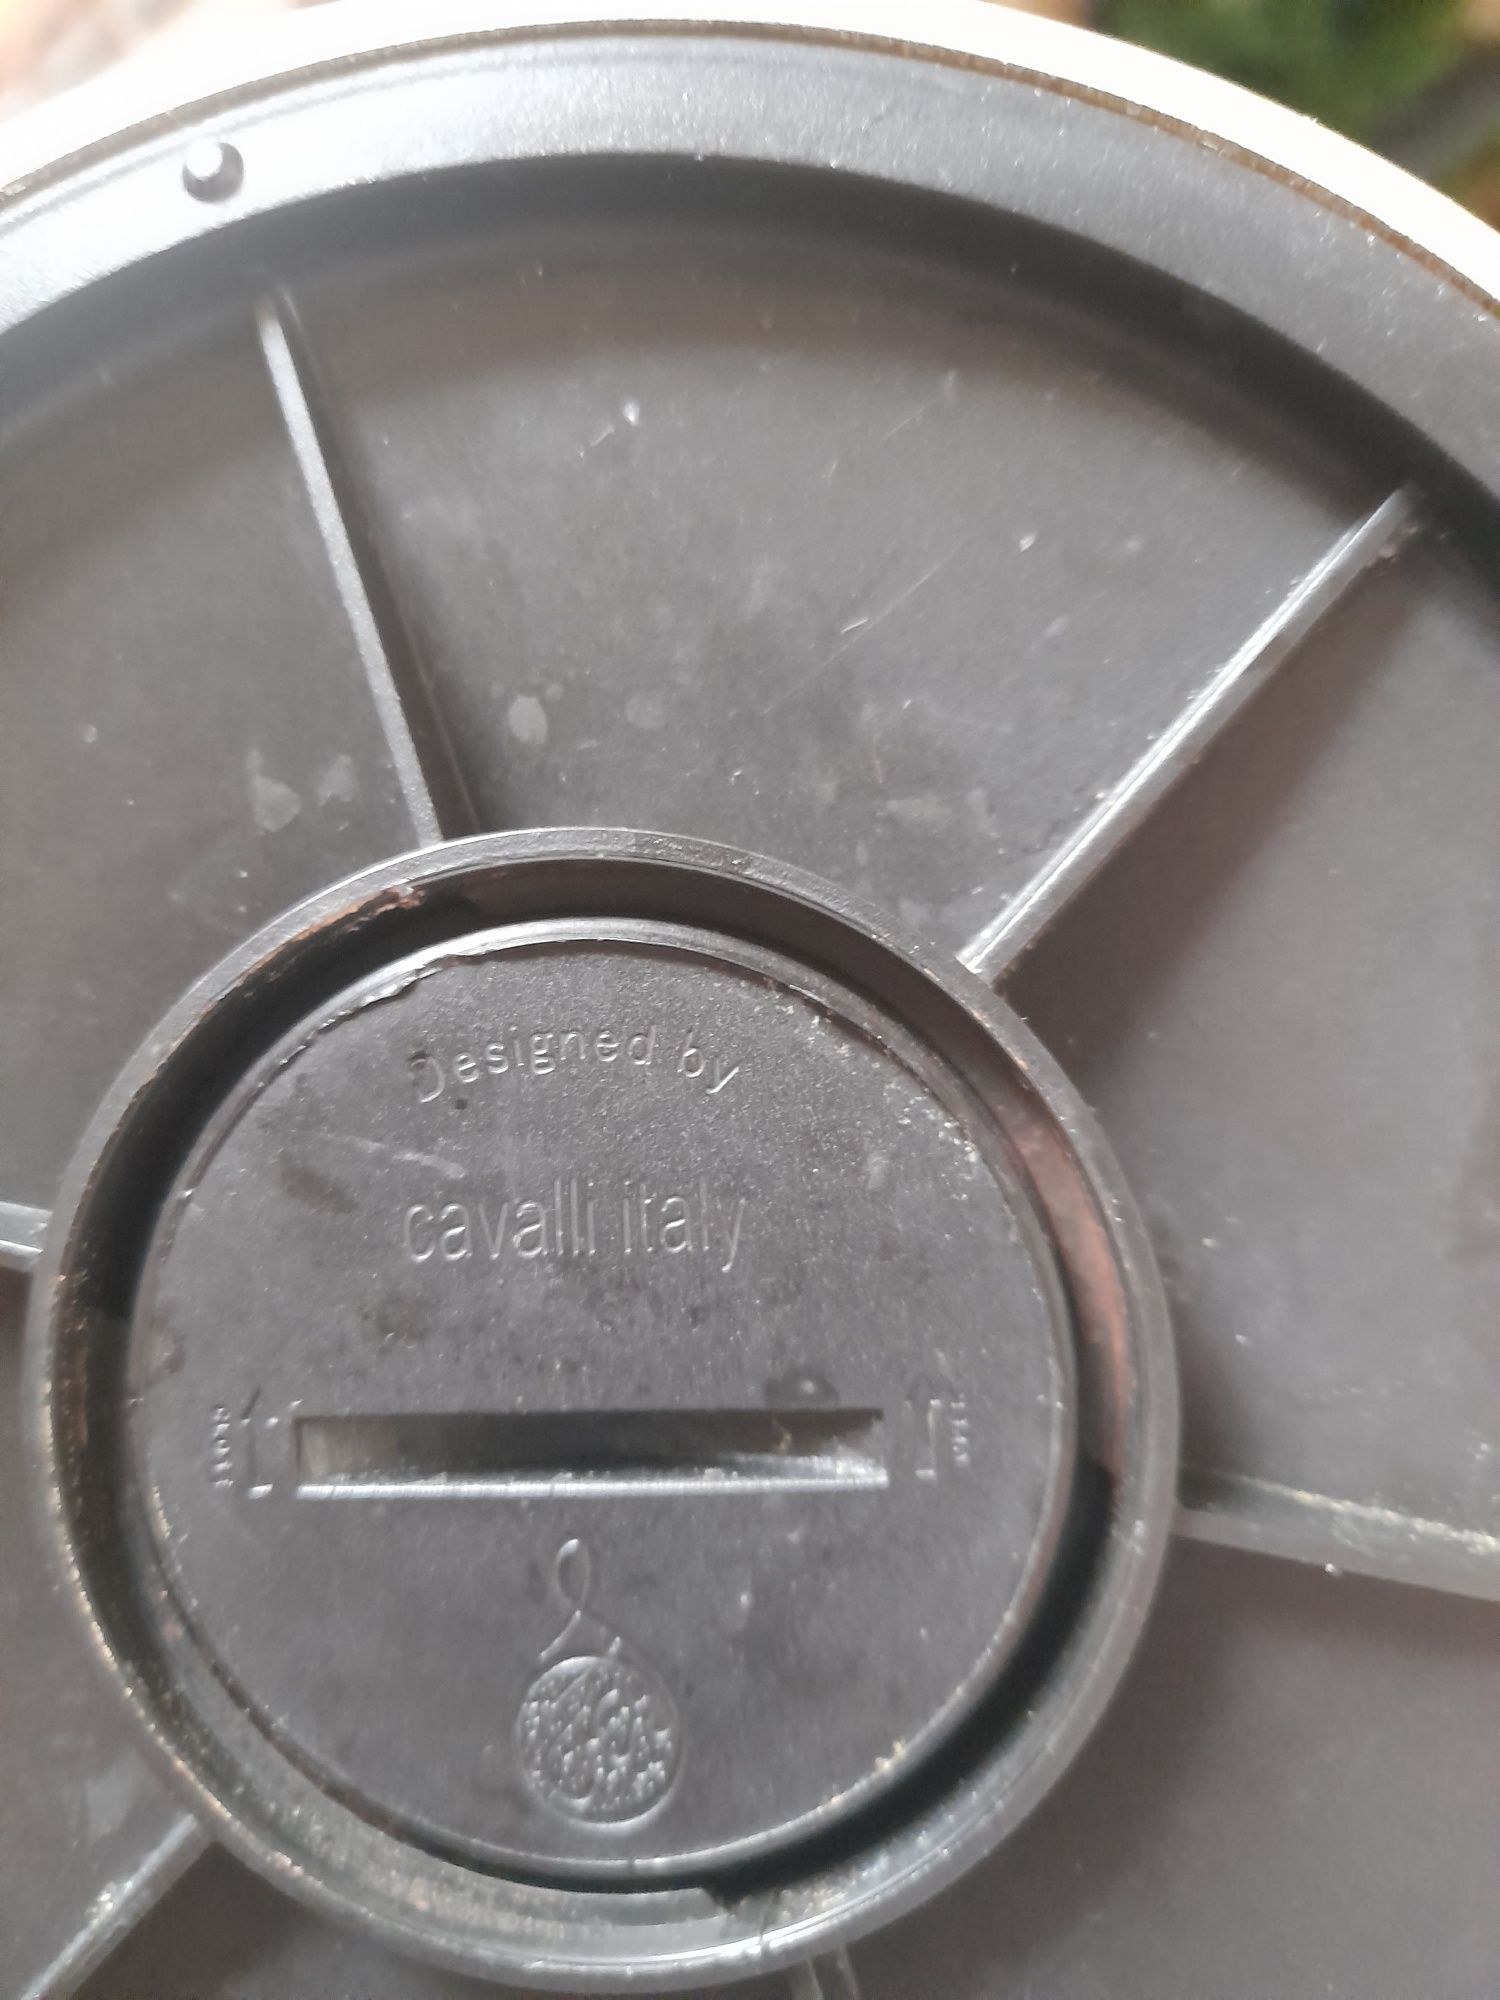 Designed by
cavalli italy